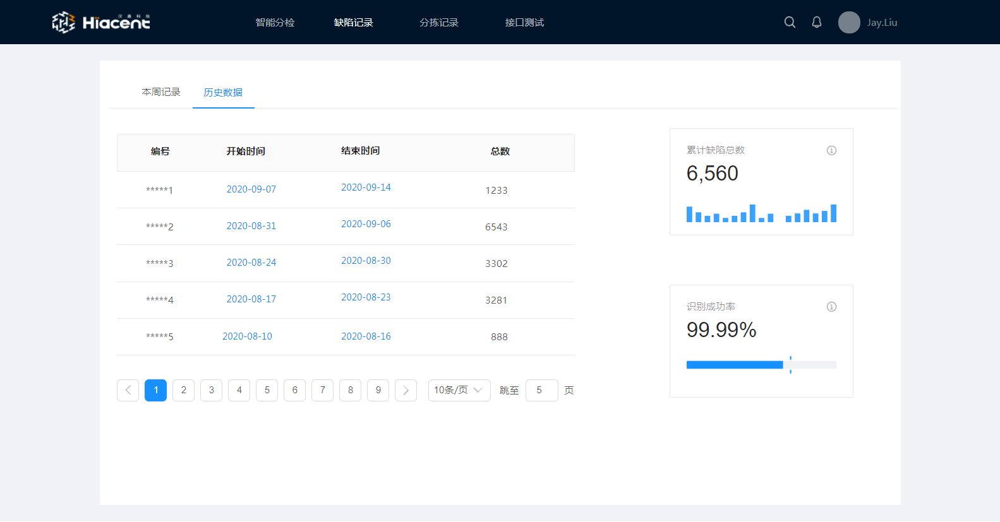 汉鑫科技
Hiacent
智能分检 缺陷记录 分拣记录 接口测试 Jay.Liu
本周记录 历史数据
编号 开始时间 结束时间 总数
*****1 2020-09-07 2020-09-14 1233
*****2 2020-08-31 2020-09-06 6543
*****3 2020-08-24 2020-08-30 3302
*****4 2020-08-17 2020-08-23 3281
*****5 2020-08-10 2020-08-16 888
1 2 3 4 5 6 7 8 9 10条/页 跳至 5 页
累计缺陷总数
6,560
识别成功率
99.99%